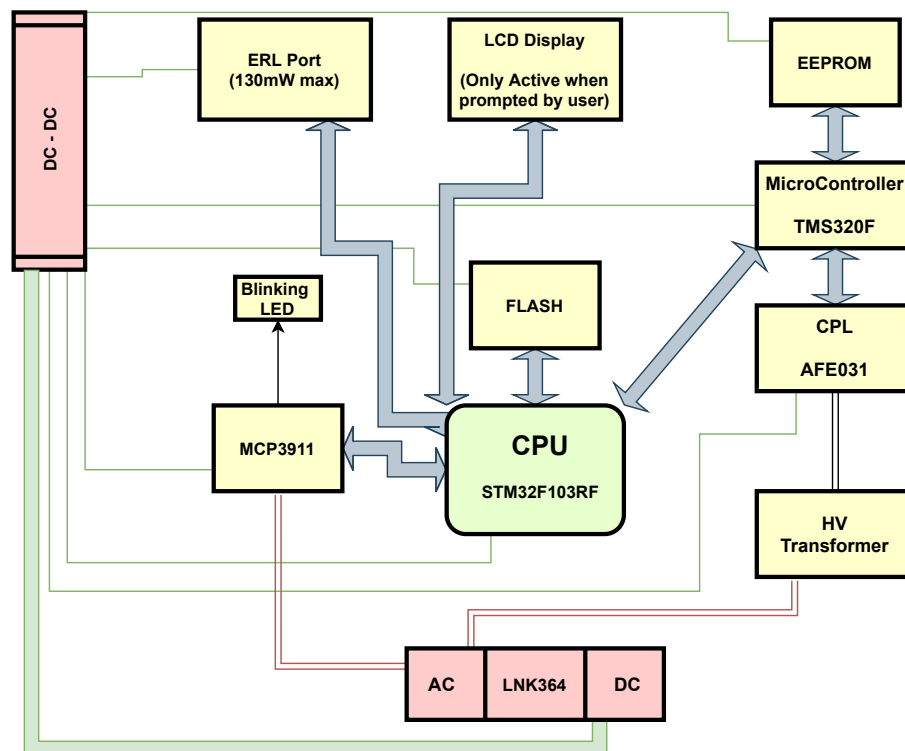 DC - DC
ERL Port
(130mW max)
LCD Display
(Only Active when
prompted by user)
EEPROM
MicroController
TMS320F
Blinking
LED
FLASH
CPL
AFE031
MCP3911
CPU
STM32F103RF
HV
Transformer
AC
LNK364
DC